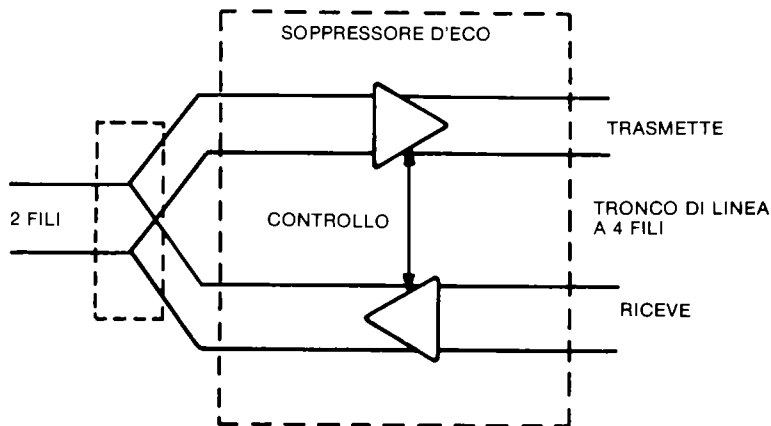 SOPPRESSORE D'ECO
TRASMETTE
2 FILI
CONTROLLO
TRONCO DI LINEA
A 4 FILI
RICEVE